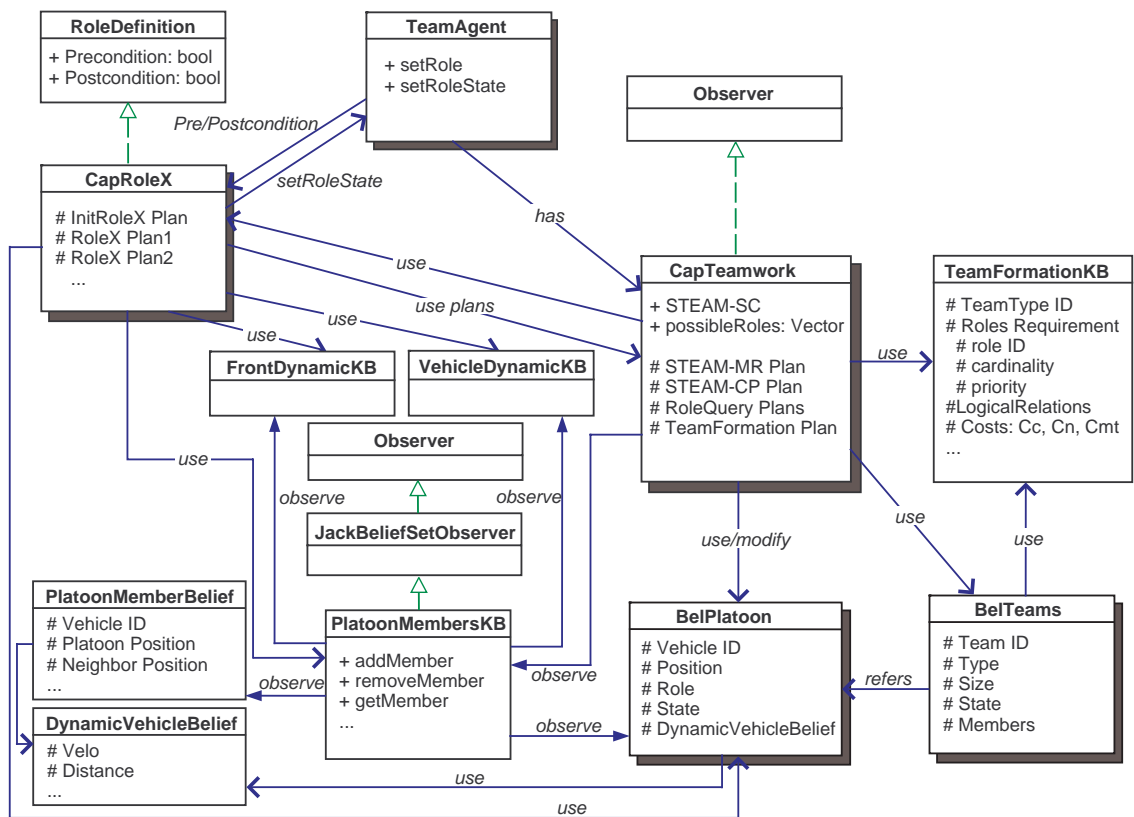 RoleDefinition
+ Precondition: bool
+ Postcondition: bool
TeamAgent
+ setRole
+ setRoleState
Observer
Pre/Postcondition
setRoleState
CapRoleX
# InitRoleX Plan
# RoleX Plan1
# RoleX Plan2
...
has
use
use plans
use
use
CapTeamwork
+ STEAM-SC
+ possibleRoles: Vector
# STEAM-MR Plan
# STEAM-CP Plan
# RoleQuery Plans
# TeamFormation Plan
use
TeamFormationKB
# TeamType ID
# Roles Requirement
# role ID
# cardinality
# priority
#LogicalRelations
# Costs: Cc, Cn, Cmt
...
FrontDynamicKB
VehicleDynamicKB
Observer
use
observe
observe
JackBeliefSetObserver
use/modify
use
use
PlatoonMemberBelief
# Vehicle ID
# Platoon Position
# Neighbor Position
...
observe
PlatoonMembersKB
+ addMember
+ removeMember
+ getMember
...
observe
observe
BelPlatoon
# Vehicle ID
# Position
# Role
# State
# DynamicVehicleBelief
refers
BelTeams
# Team ID
# Type
# Size
# State
# Members
DynamicVehicleBelief
# Velo
# Distance
...
use
use